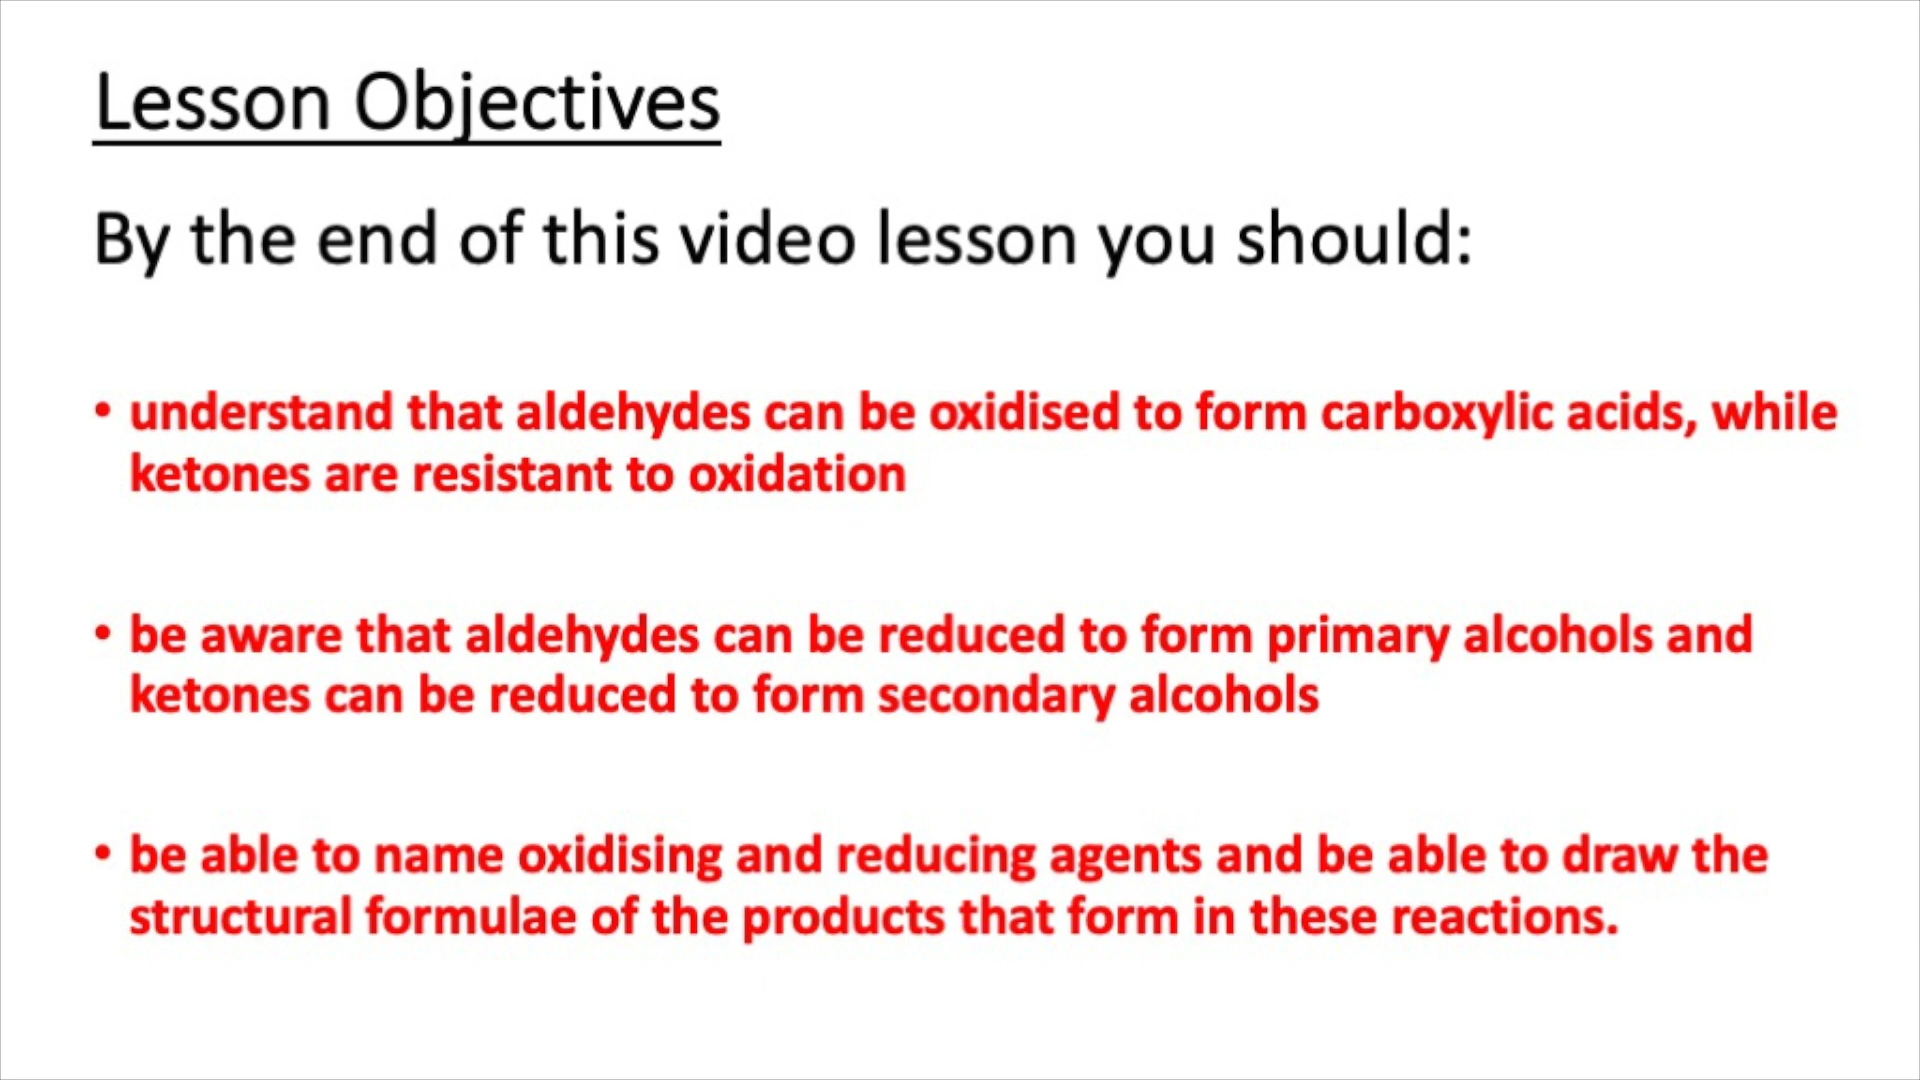 Lesson Objectives
By the end of this video lesson you should:
• understand that aldehydes can be oxidised to form carboxylic acids, while
ketones are resistant to oxidation
• be aware that aldehydes can be reduced to form primary alcohols and
ketones can be reduced to form secondary alcohols
• be able to name oxidising and reducing agents and be able to draw the
structural formulae of the products that form in these reactions.